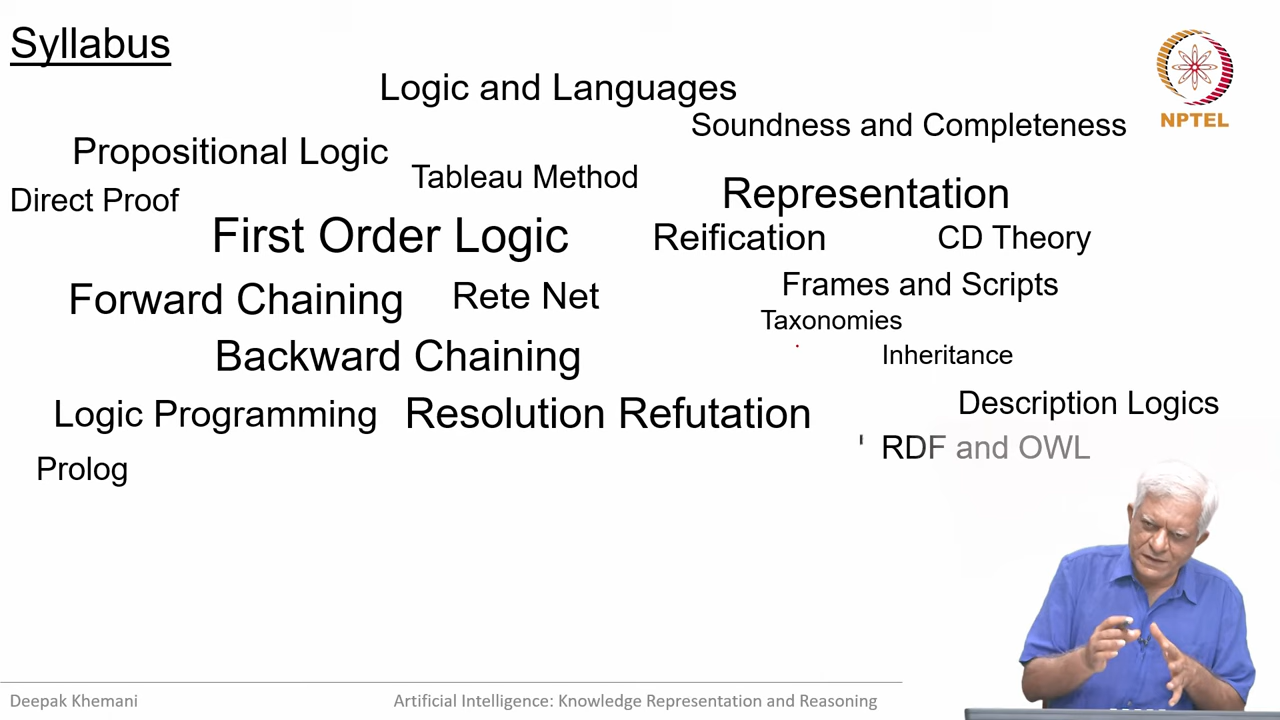 Syllabus
Logic and Languages
NPTEL
Soundness and Completeness
Propositional Logic
Tableau Method
Direct Proof
Representation
First Order Logic
Reification
CD Theory
Frames and Scripts
Forward Chaining
Rete Net
Taxonomies
Backward Chaining
Inheritance
Logic Programming
Resolution Refutation
Description Logics
RDF and OWL
Prolog
Deepak Khemani
Artificial Intelligence: Knowledge Representation and Reasoning